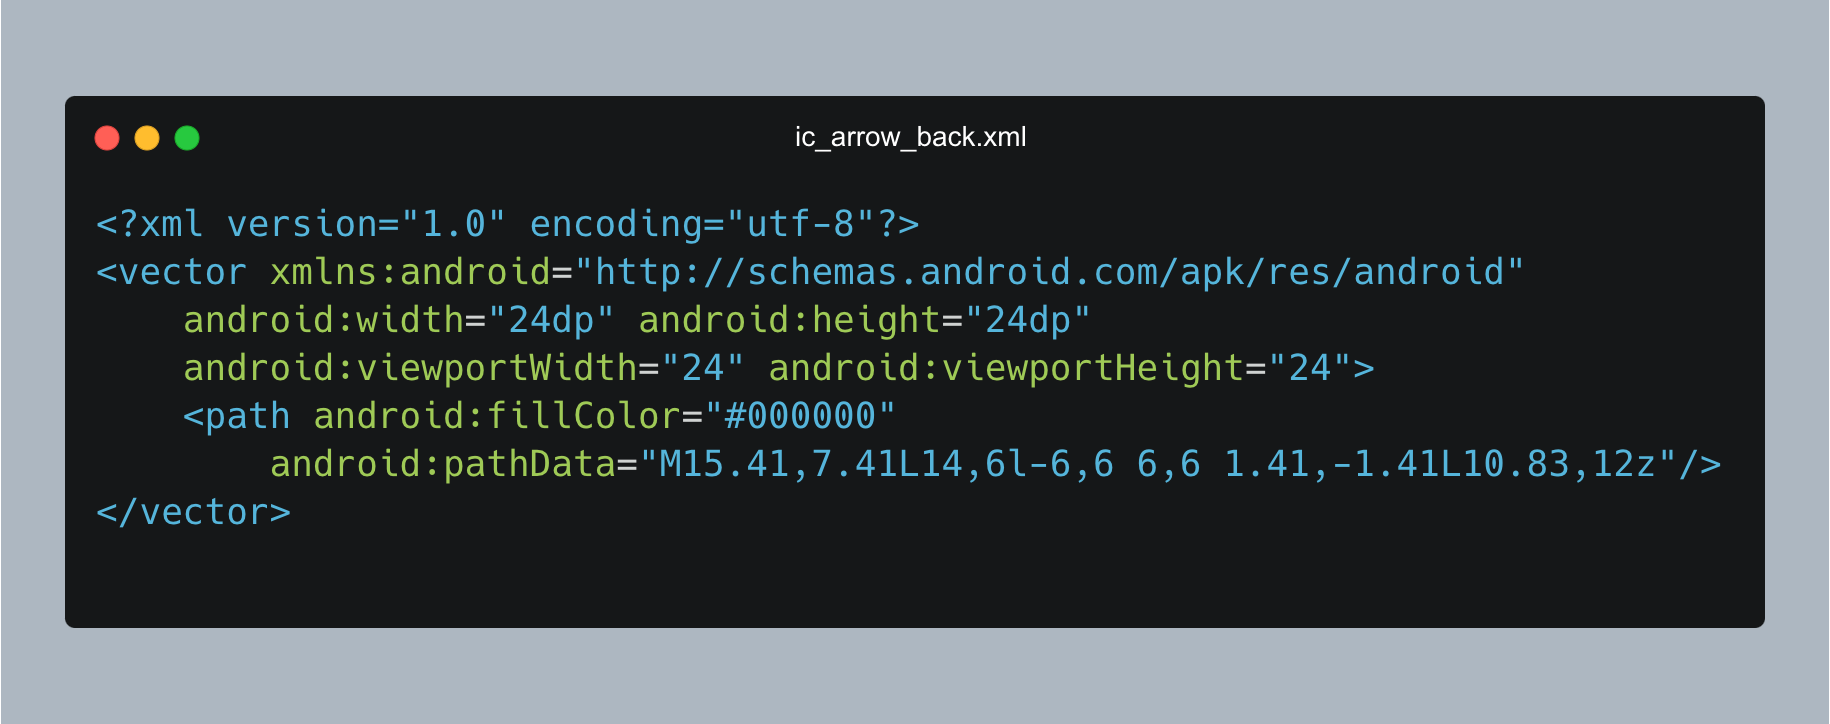 ic_arrow_back.xml
<?xml version="1.0" encoding="utf-8"?>
<vector xmlns:android="http://schemas.android.com/apk/res/android"
    android:width="24dp" android:height="24dp"
    android:viewportWidth="24" android:viewportHeight="24">
    <path android:fillColor="#000000"
        android:pathData="M15.41,7.41L14,6l-6,6 6,6 1.41,-1.41L10.83,12z"/>
</vector>